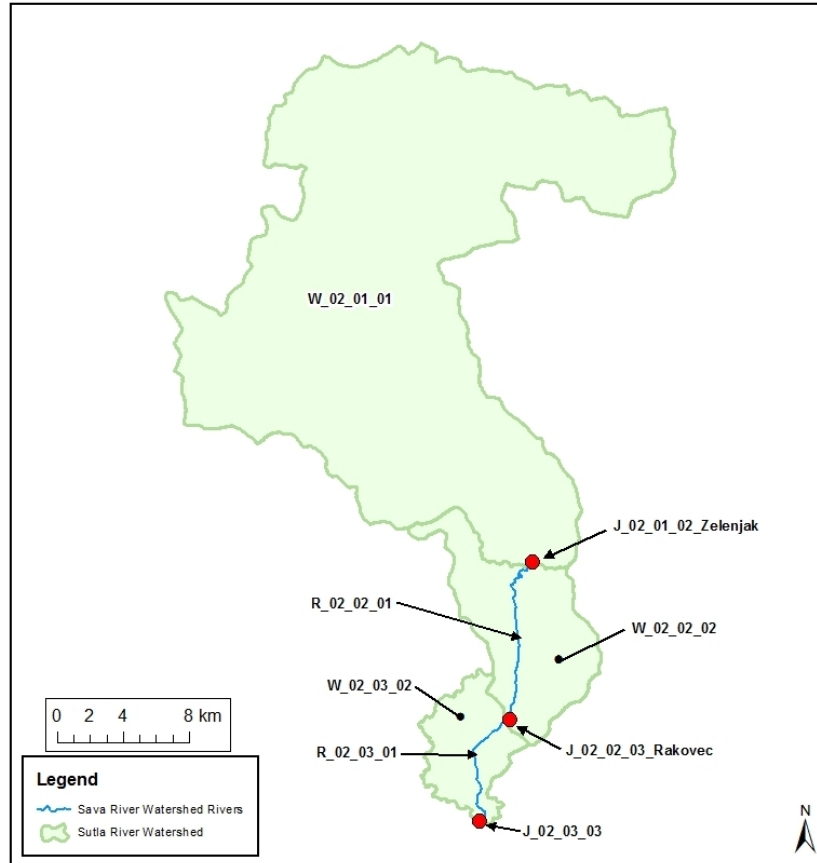 W_02_01_01
J_02_01_02_Zelenjak
R_02_02_01
W_02_02_02
W_02_03_02
0 2 4 8 km
R_02_03_01
J_02_02_03_Rakovec
Legend
Sava River Watershed Rivers
Sutla River Watershed
J_02_03_03
N